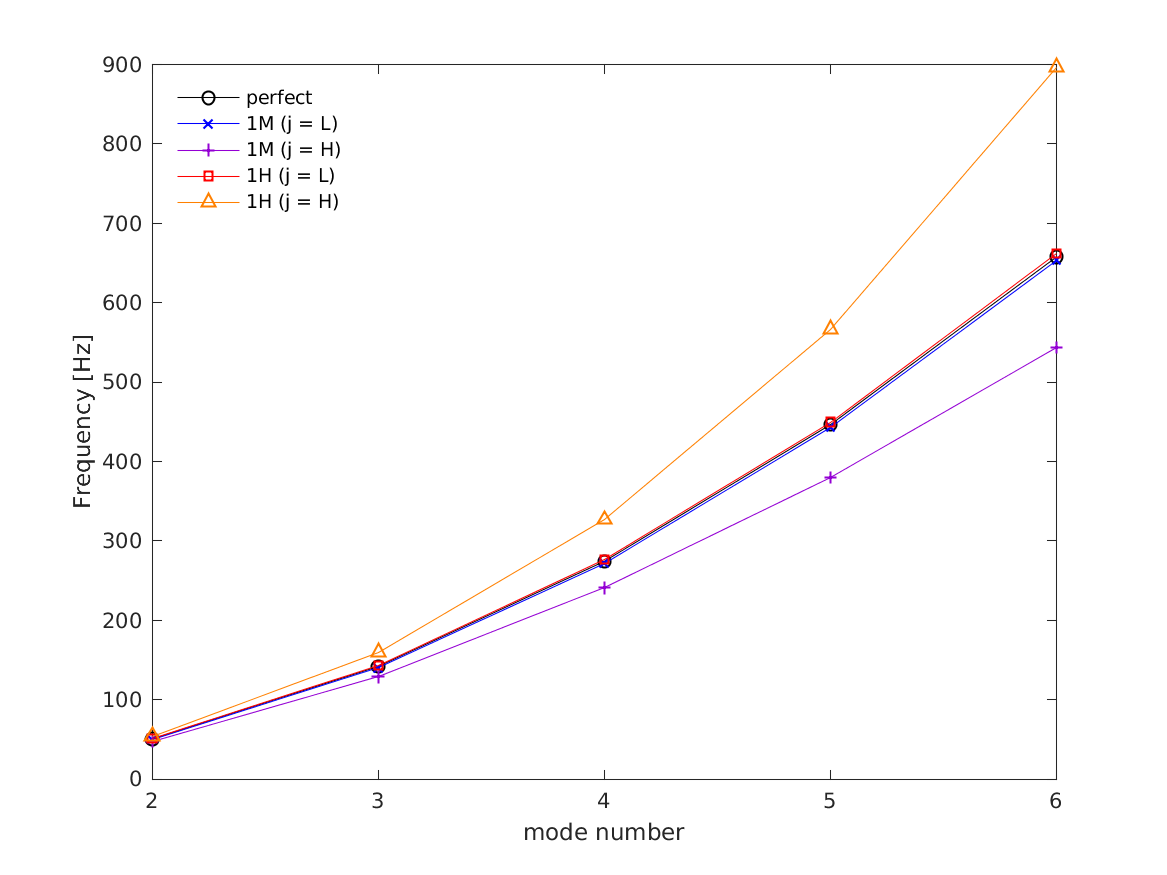 900
800
700
600
500
400
300
200
100
0
Frequency [Hz]
perfect
1M (j = L)
1M (j = H)
1H (j = L)
1H (j = H)
2 3 4 5 6
mode number